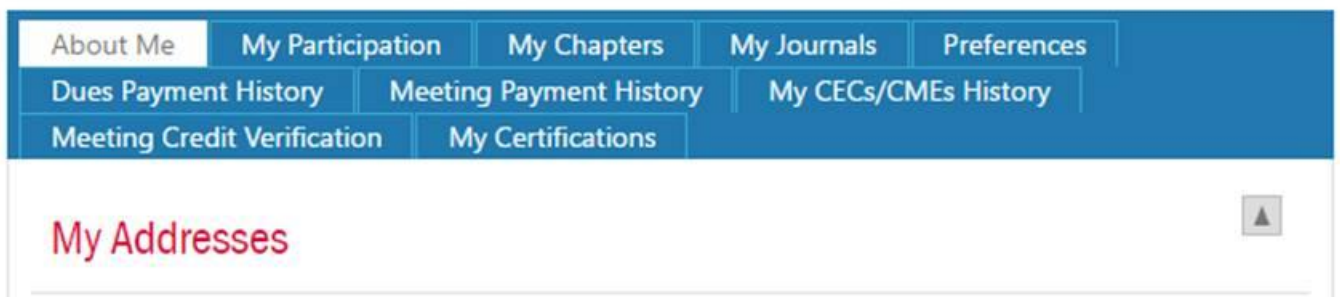 About Me My Participation My Chapters My Journals Preferences
Dues Payment History Meeting Payment History My CECs/CMEs History
Meeting Credit Verification My Certifications
My Addresses